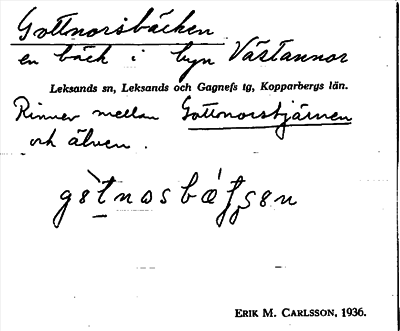 Gottnorsbäcken
en bäck i byn Västannor
Leksands sn, Leksands och Gagnefs tg, Kopparbergs län.
Rinner mellan Gottnorstjärnen
och älven.
ERIK M. CARLSSON, 1936.